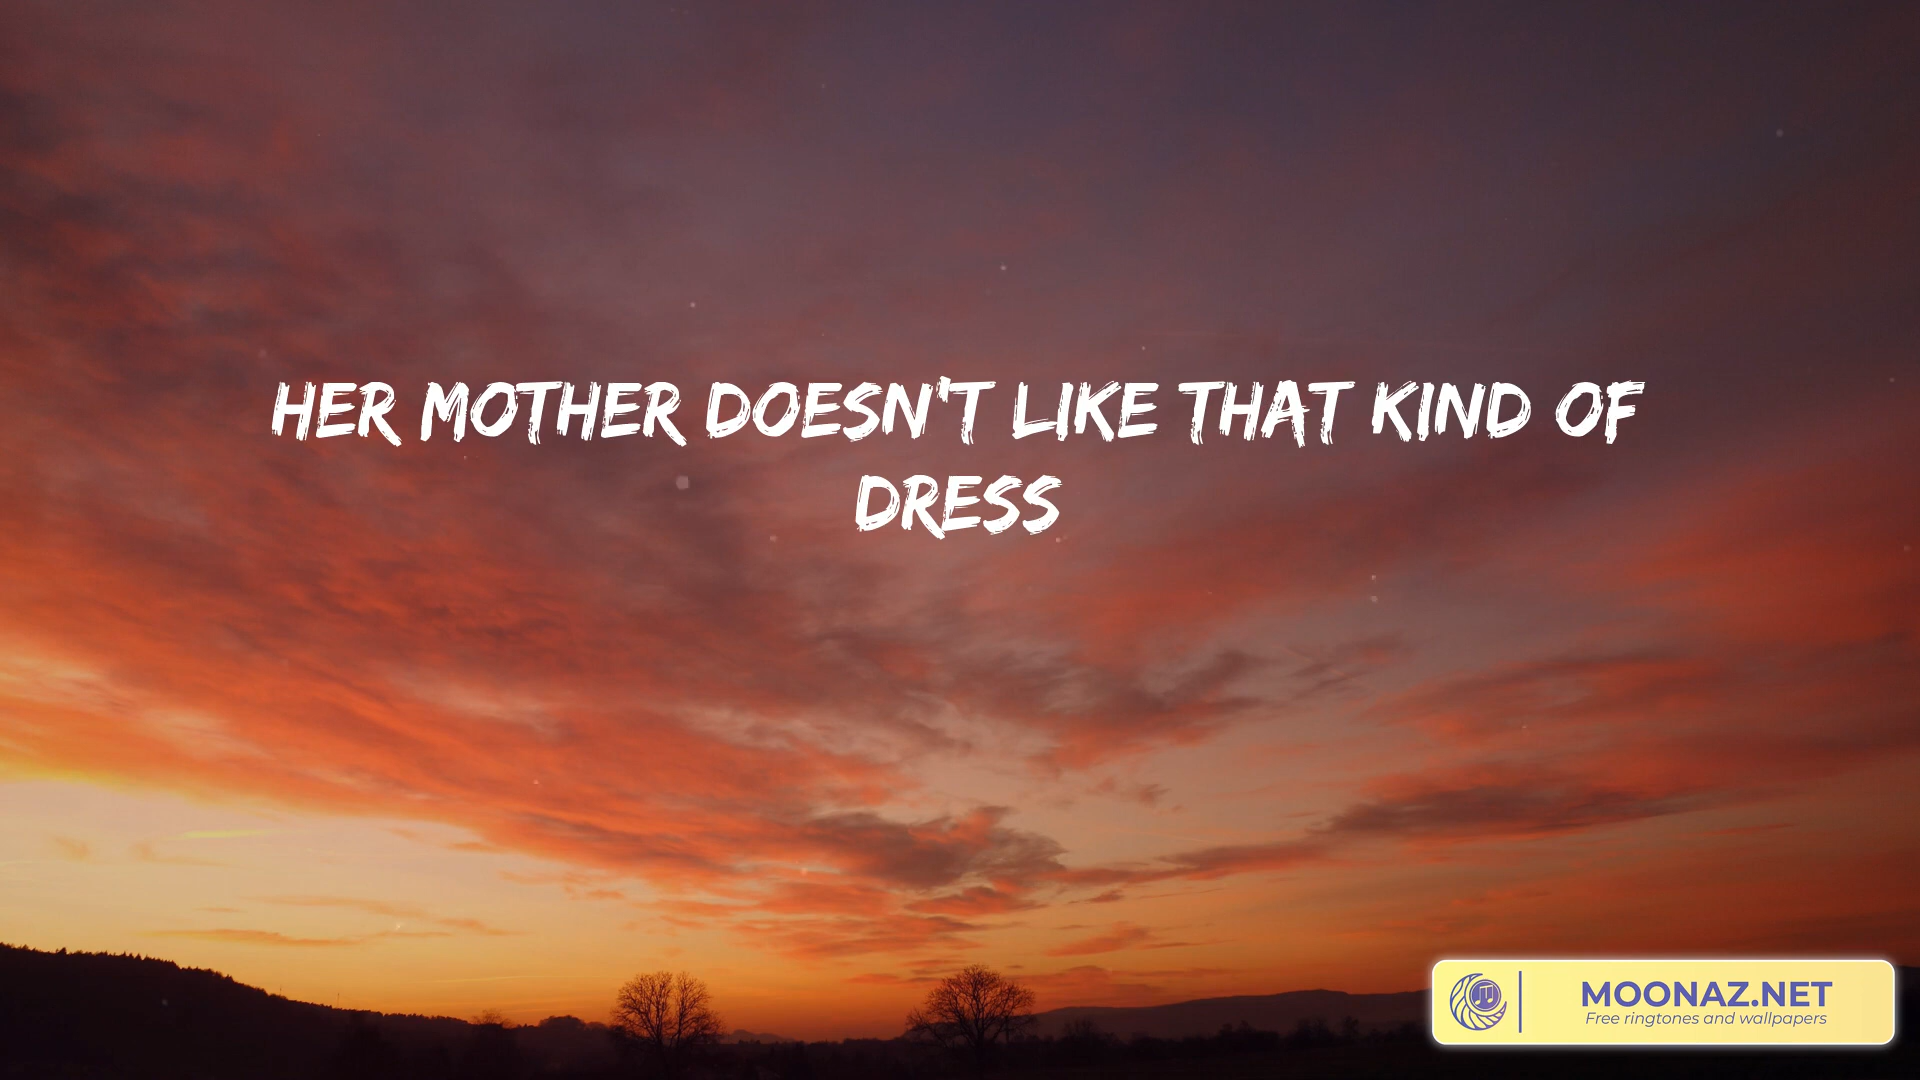 HER MOTHER DOESN'T LIKE THAT KIND OF
DRESS
MOONAZ.NET
Free ringtones and wallpapers